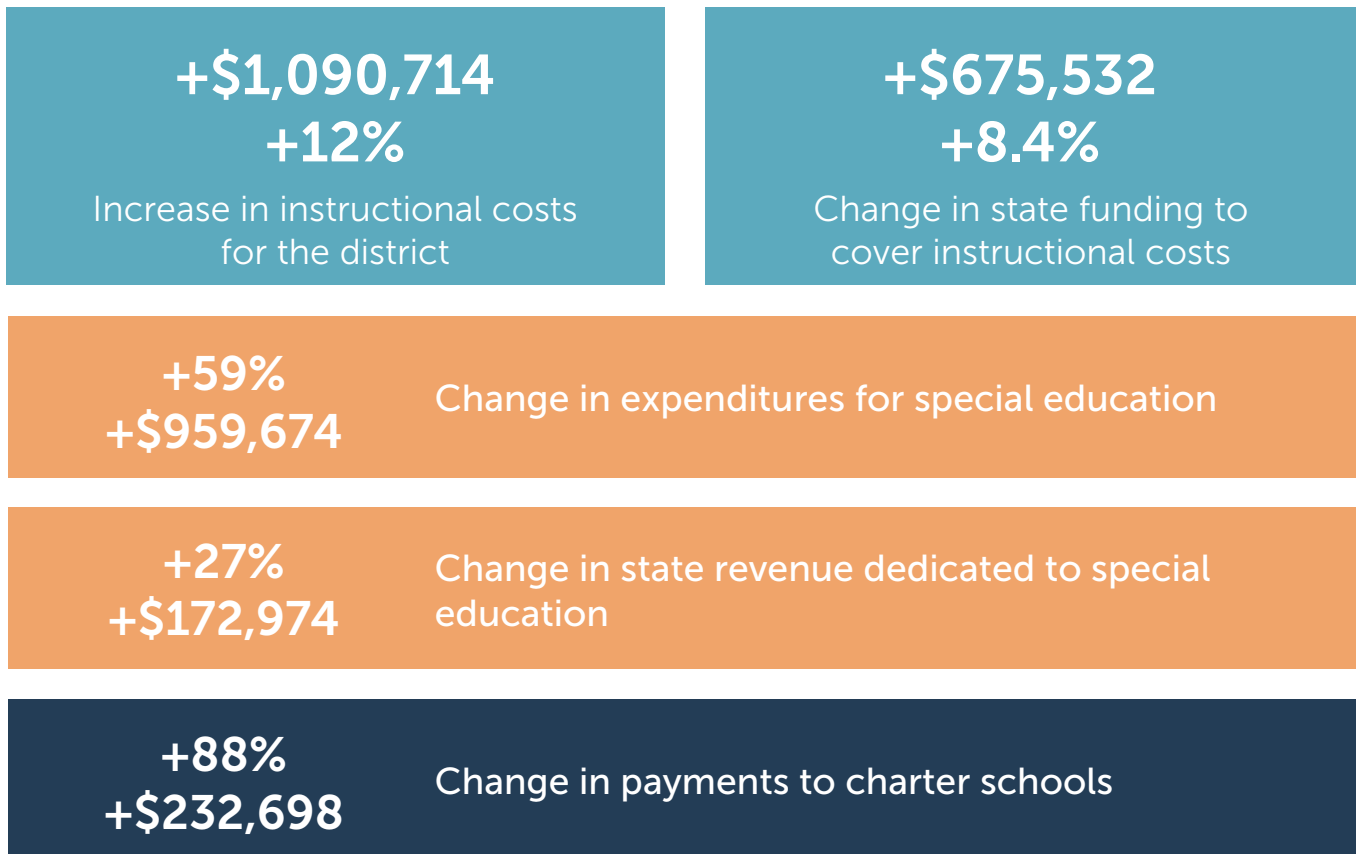 +$1,090,714
+12%
Increase in instructional costs
for the district
+$675,532
+8.4%
Change in state funding to
cover instructional costs
+59%
+$959,674
Change in expenditures for special education
+27%
+$172,974
Change in state revenue dedicated to special
education
+88%
+$232,698
Change in payments to charter schools